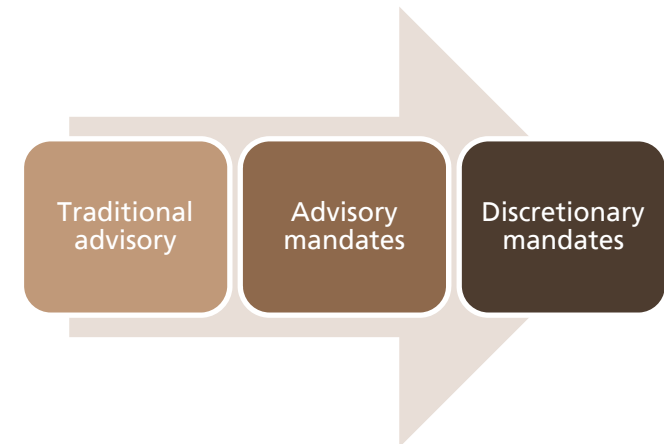 Traditional
advisory
Advisory
mandates
Discretionary
mandates